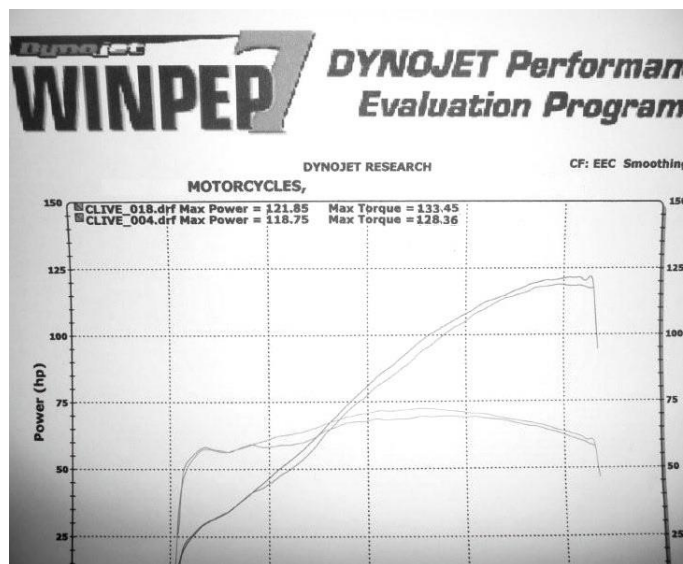 Dynojet
WINPEP 7
DYNOJET Performan
Evaluation Program
DYNOJET RESEARCH
CF: EEC Smoothing
MOTORCYCLES,
CLIVE_018.drf Max Power = 121.85 Max Torque = 133.45
CLIVE_004.drf Max Power = 118.75 Max Torque = 128.36
150
150
125
125
100
100
75
75
50
50
25
25
Power (hp)